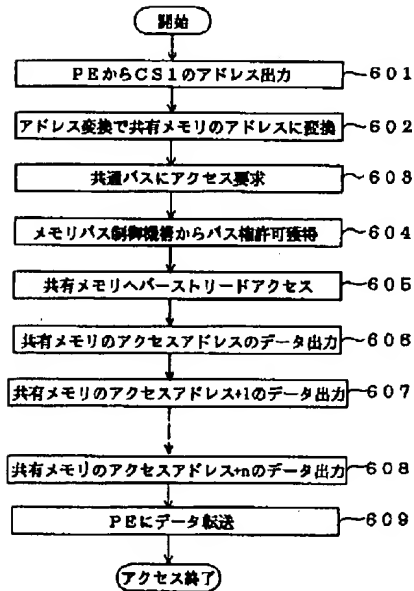 開始
PEからCS1のアドレス出力 601
アドレス変換で共有メモリのアドレスに変換 602
共通バスにアクセス要求 603
メモリバス制御機構からバス権許可獲得 604
共有メモリへバーストリードアクセス 605
共有メモリのアクセスアドレスのデータ出力 606
共有メモリのアクセスアドレス+1のデータ出力 607
共有メモリのアクセスアドレス+nのデータ出力 608
PEにデータ転送 609
アクセス終了